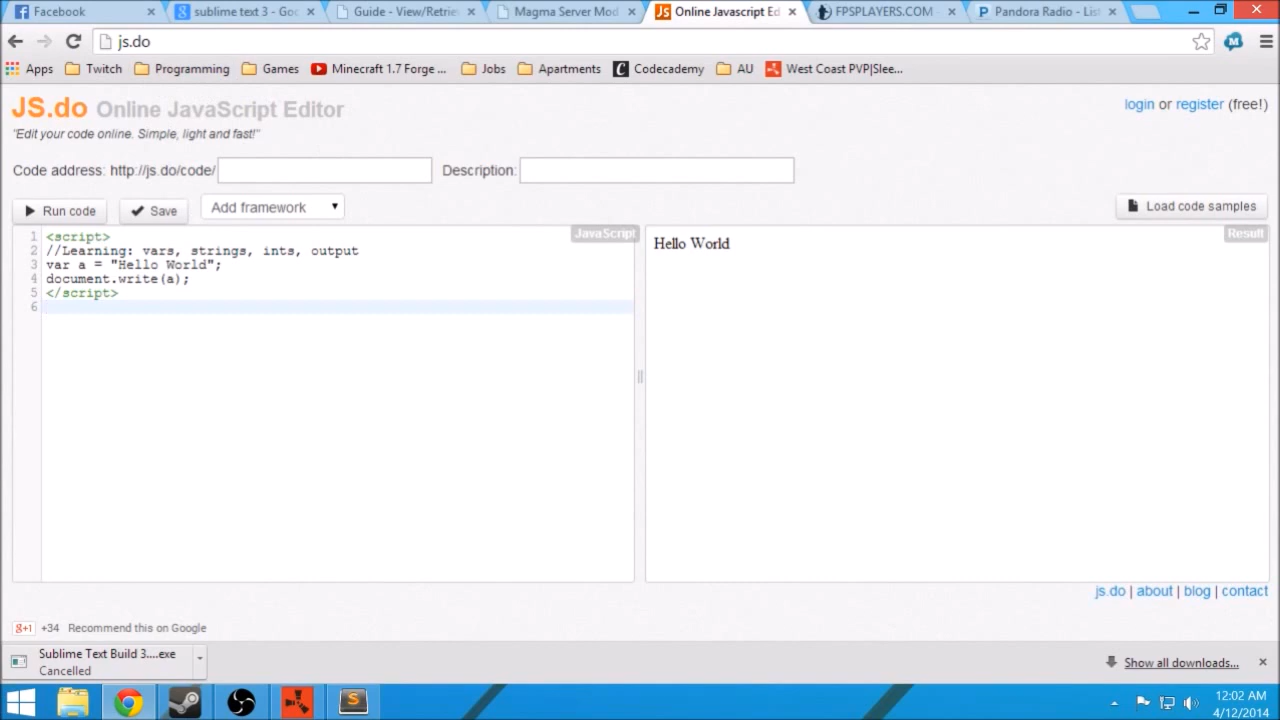 Facebook
sublime text 3 - Goo
Guide - View/Retrie
Magma Server Mod
Online Javascript Ed
FPSPLAYERS.COM
Pandora Radio - List
js.do
Apps
Twitch
Programming
Games
Minecraft 1.7 Forge ...
Jobs
Apartments
Codecademy
AU
West Coast PVP|Slee...
JS.do Online JavaScript Editor
login or register (free!)
"Edit your code online. Simple, light and fast!"
Code address: http://js.do/code/
Description:
Run code
Save
Add framework
Load code samples
JavaScript
Result
1 <script>
2 //Learning: vars, strings, ints, output
3 var a = "Hello World";
4 document.write(a);
5 </script>
6
Hello World
js.do | about | blog | contact
g+1 +34 Recommend this on Google
Sublime Text Build 3....exe
Cancelled
Show all downloads...
12:02 AM
4/12/2014